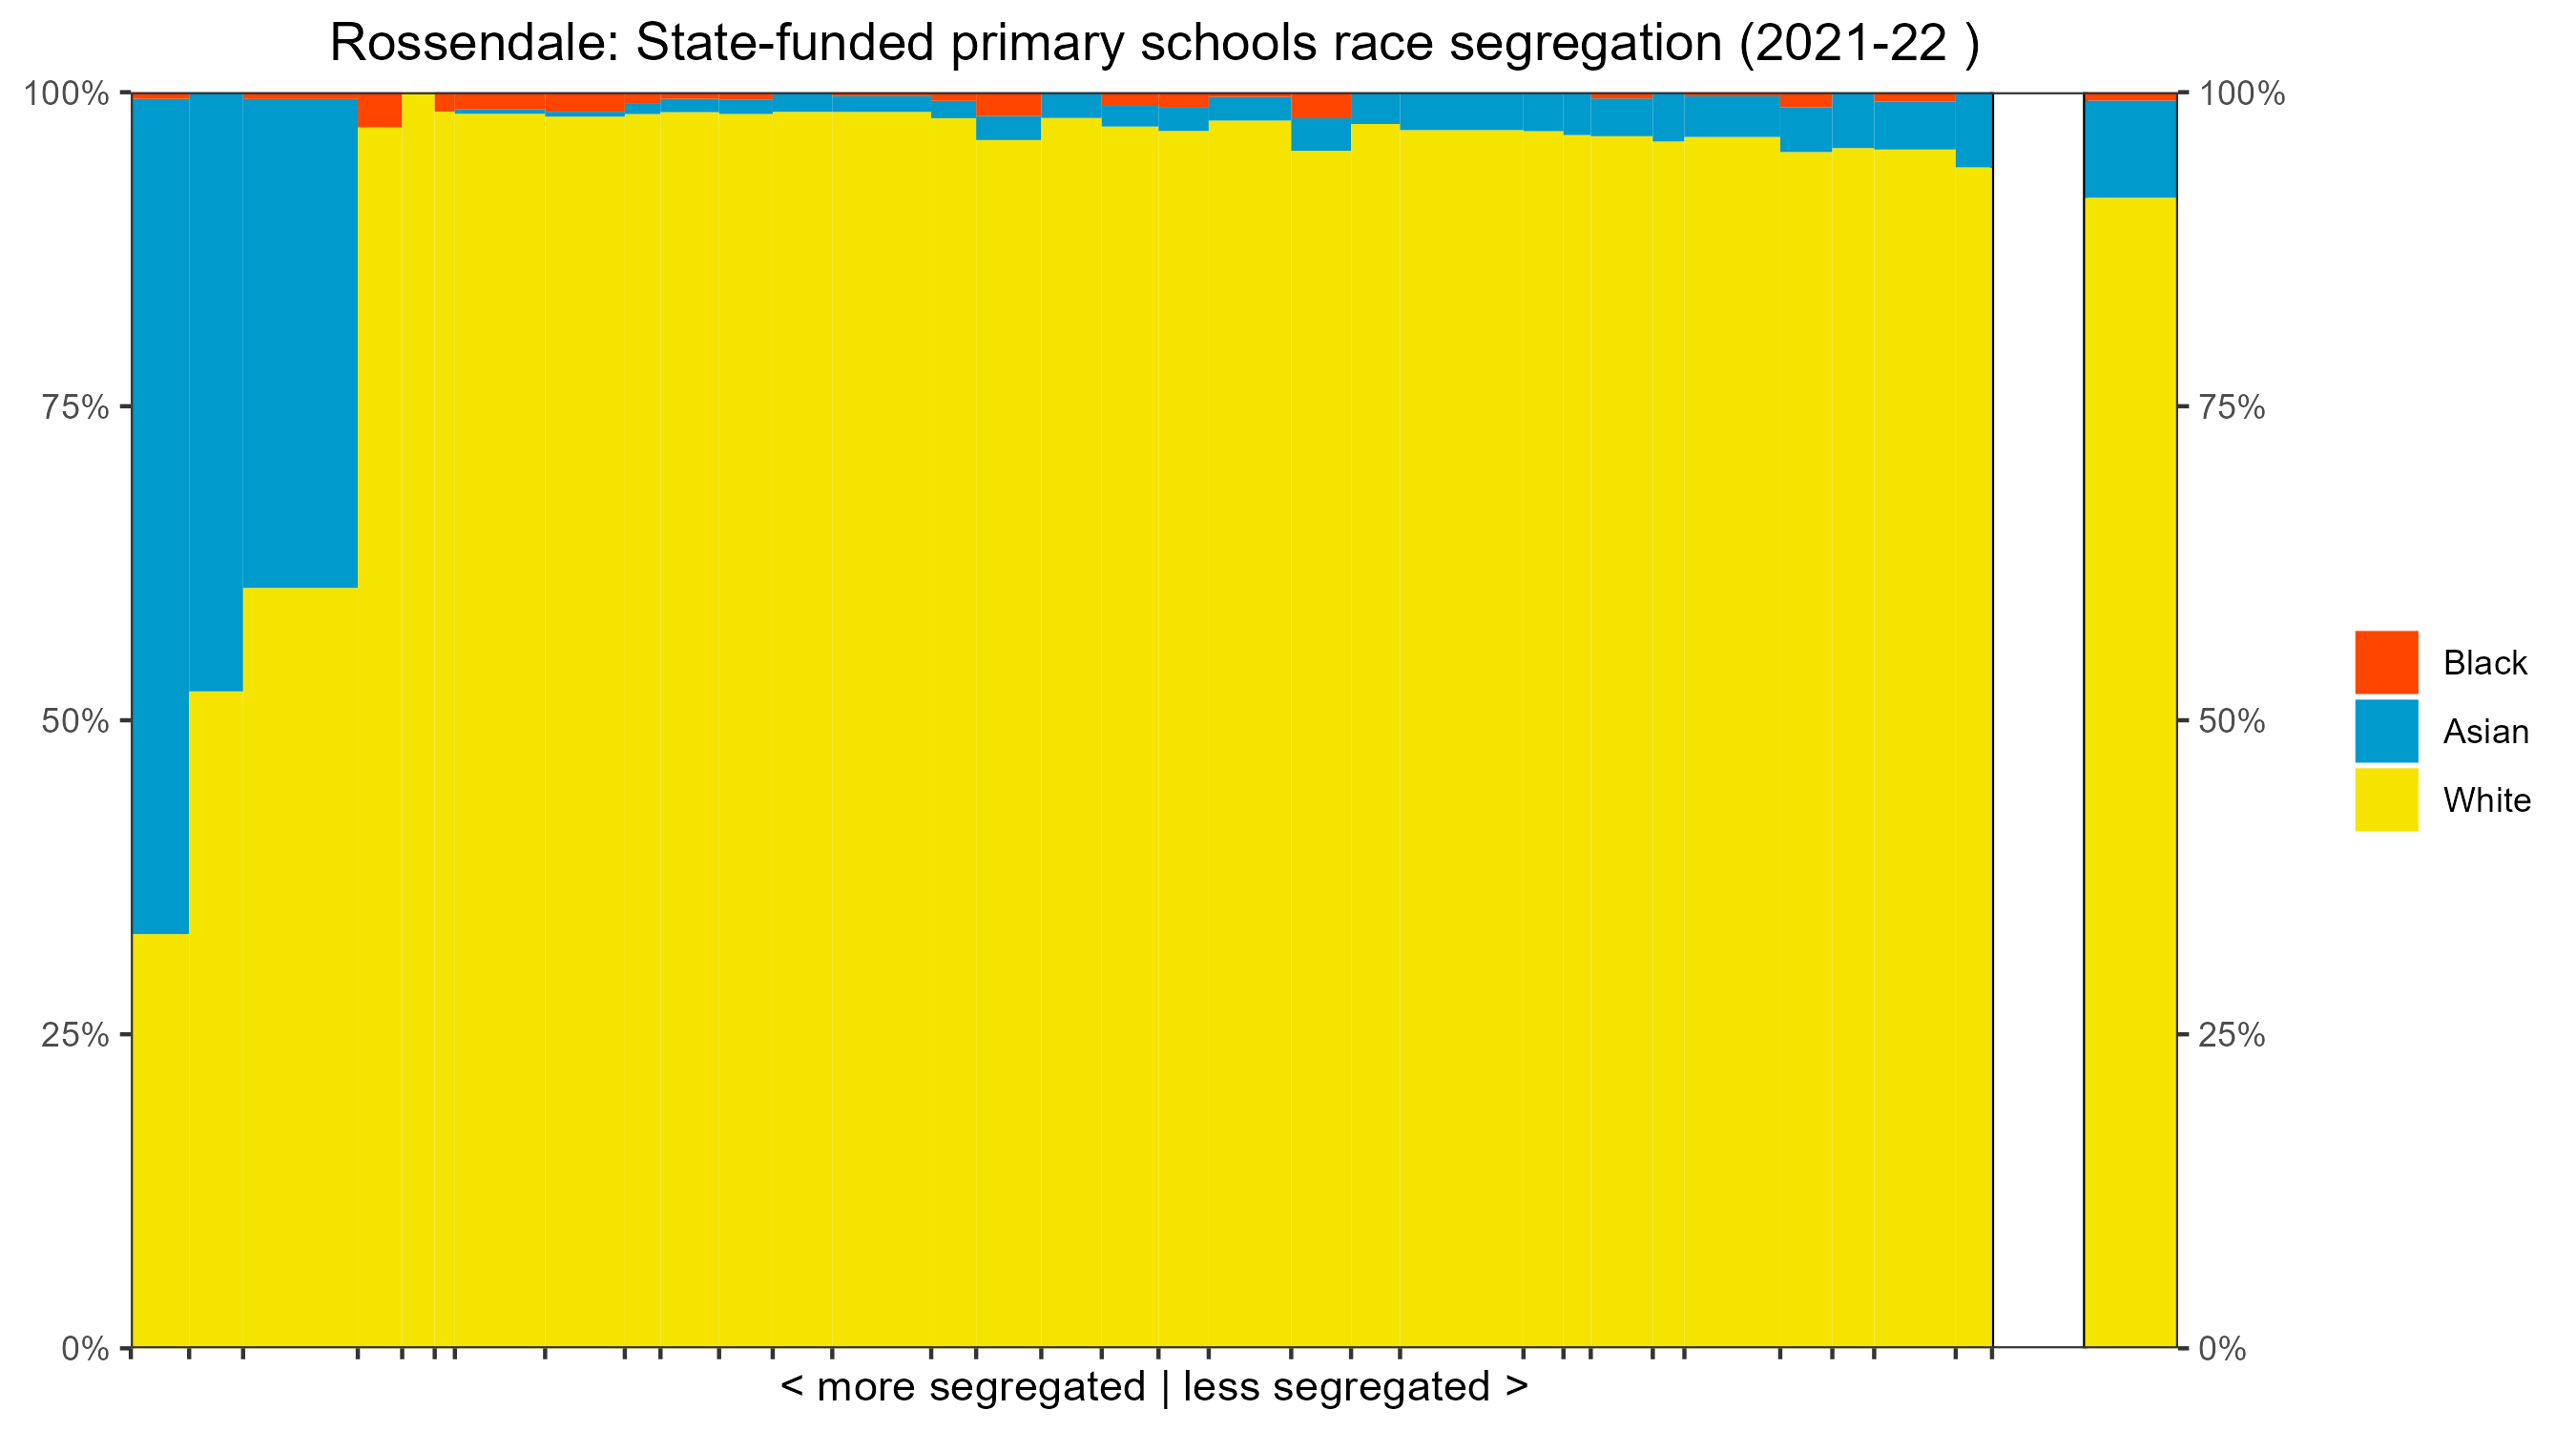 Rossendale: State-funded primary schools race segregation (2021-22 )
100%
75%
50%
25%
0%
100%
75%
50%
25%
0%
Black
Asian
White
< more segregated | less segregated >